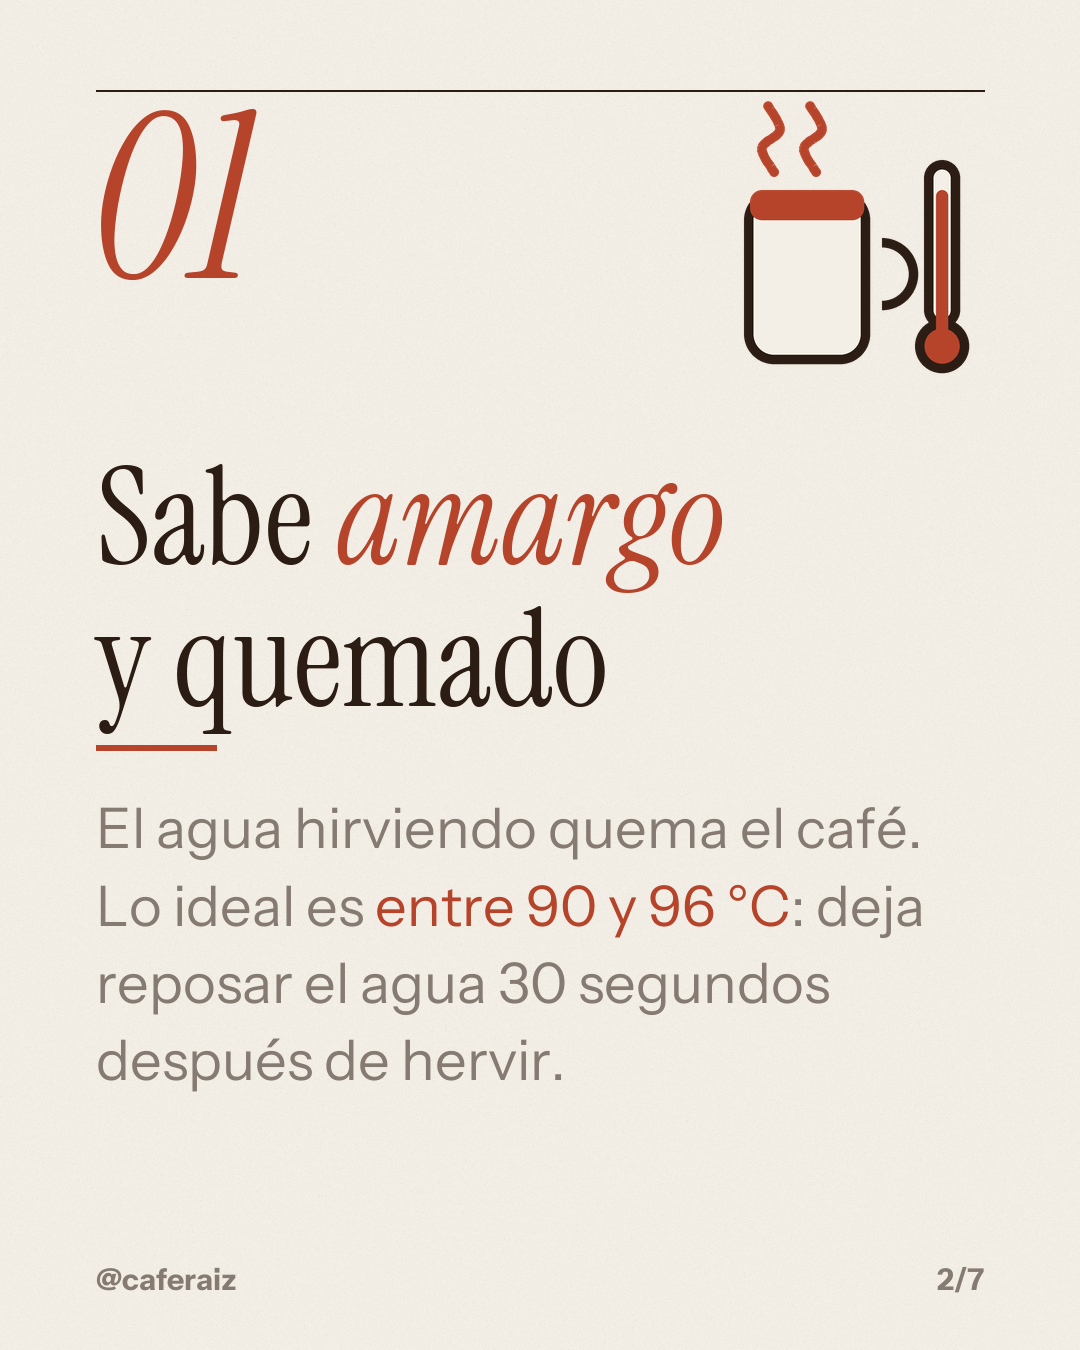 01
Sabe amargo
y quemado
El agua hirviendo quema el café.
Lo ideal es entre 90 y 96 °C: deja
reposar el agua 30 segundos
después de hervir.
@caferaiz
2/7